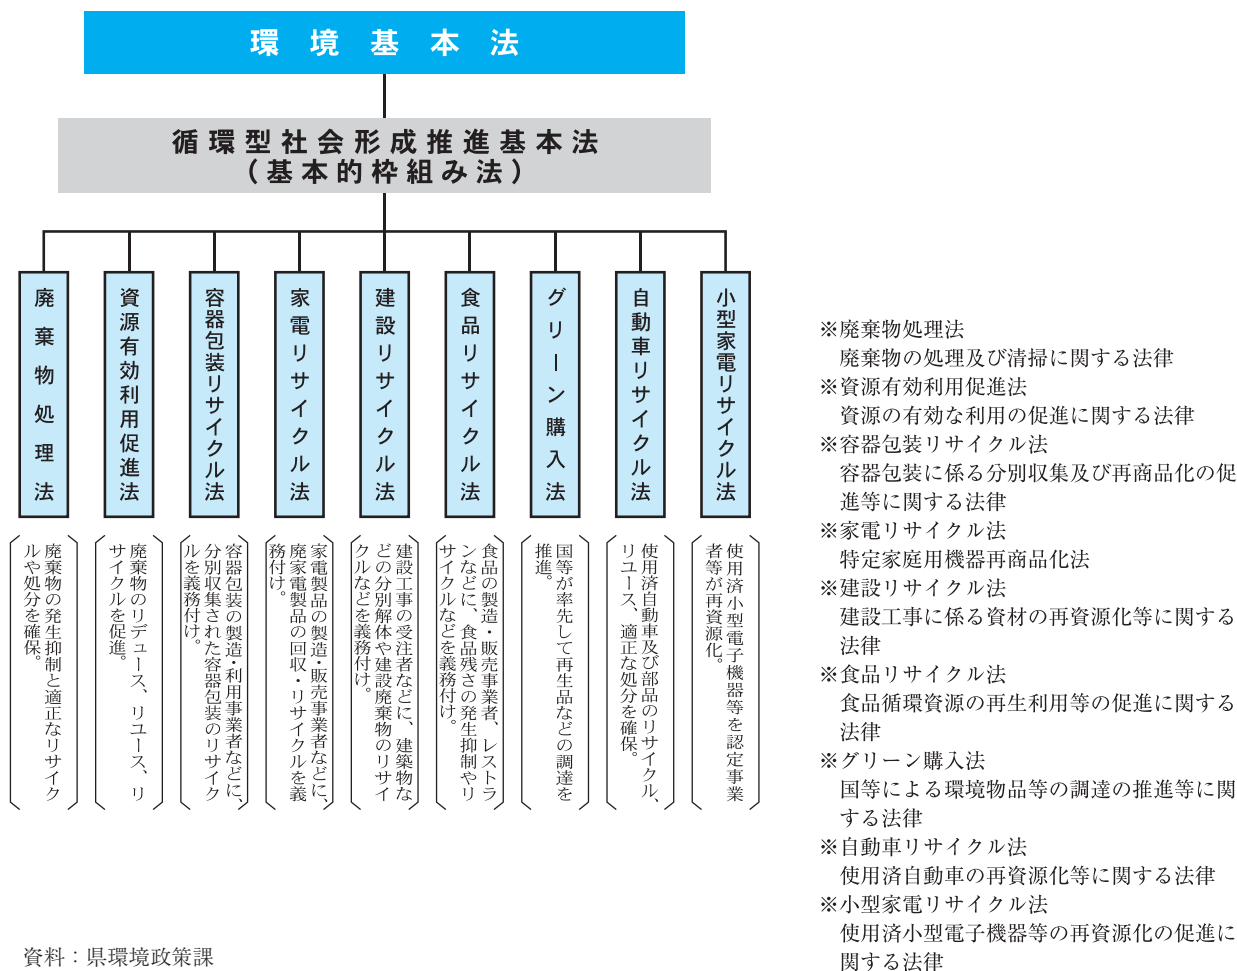 環境基本法
循環型社会形成推進基本法
(基本的枠組み法)
廃棄物処理法
資源有効利用促進法
容器包装リサイクル法
家電リサイクル法
建設リサイクル法
食品リサイクル法
グリーン購入法
自動車リサイクル法
小型家電リサイクル法
廃棄物の発生抑制と適正なリサイク
ルや処分を確保。
廃棄物のリデュース、リユース、リ
サイクルを促進。
容器包装の製造・利用事業者などに、
分別収集された容器包装のリサイク
ルを義務付け。
家電製品の製造・販売事業者などに、
廃家電製品の回収・リサイクルを義
務付け。
建設工事の受注者などに、建築物な
どの分別解体や建設廃棄物のリサイ
クルなどを義務付け。
食品の製造・販売事業者、レストラ
ンなどに、食品残さの発生抑制やリ
サイクルなどを義務付け。
国等が率先して再生品などの調達を
推進。
使用済自動車及び部品のリサイクル、
リユース、適正な処分を確保。
使用済小型電子機器等を認定事業
者等が再資源化。
※廃棄物処理法
廃棄物の処理及び清掃に関する法律
※資源有効利用促進法
資源の有効な利用の促進に関する法律
※容器包装リサイクル法
容器包装に係る分別収集及び再商品化の促
進等に関する法律
※家電リサイクル法
特定家庭用機器再商品化法
※建設リサイクル法
建設工事に係る資材の再資源化等に関する
法律
※食品リサイクル法
食品循環資源の再生利用等の促進に関する
法律
※グリーン購入法
国等による環境物品等の調達の推進等に関
する法律
※自動車リサイクル法
使用済自動車の再資源化等に関する法律
※小型家電リサイクル法
使用済小型電子機器等の再資源化の促進に
関する法律
資料：県環境政策課